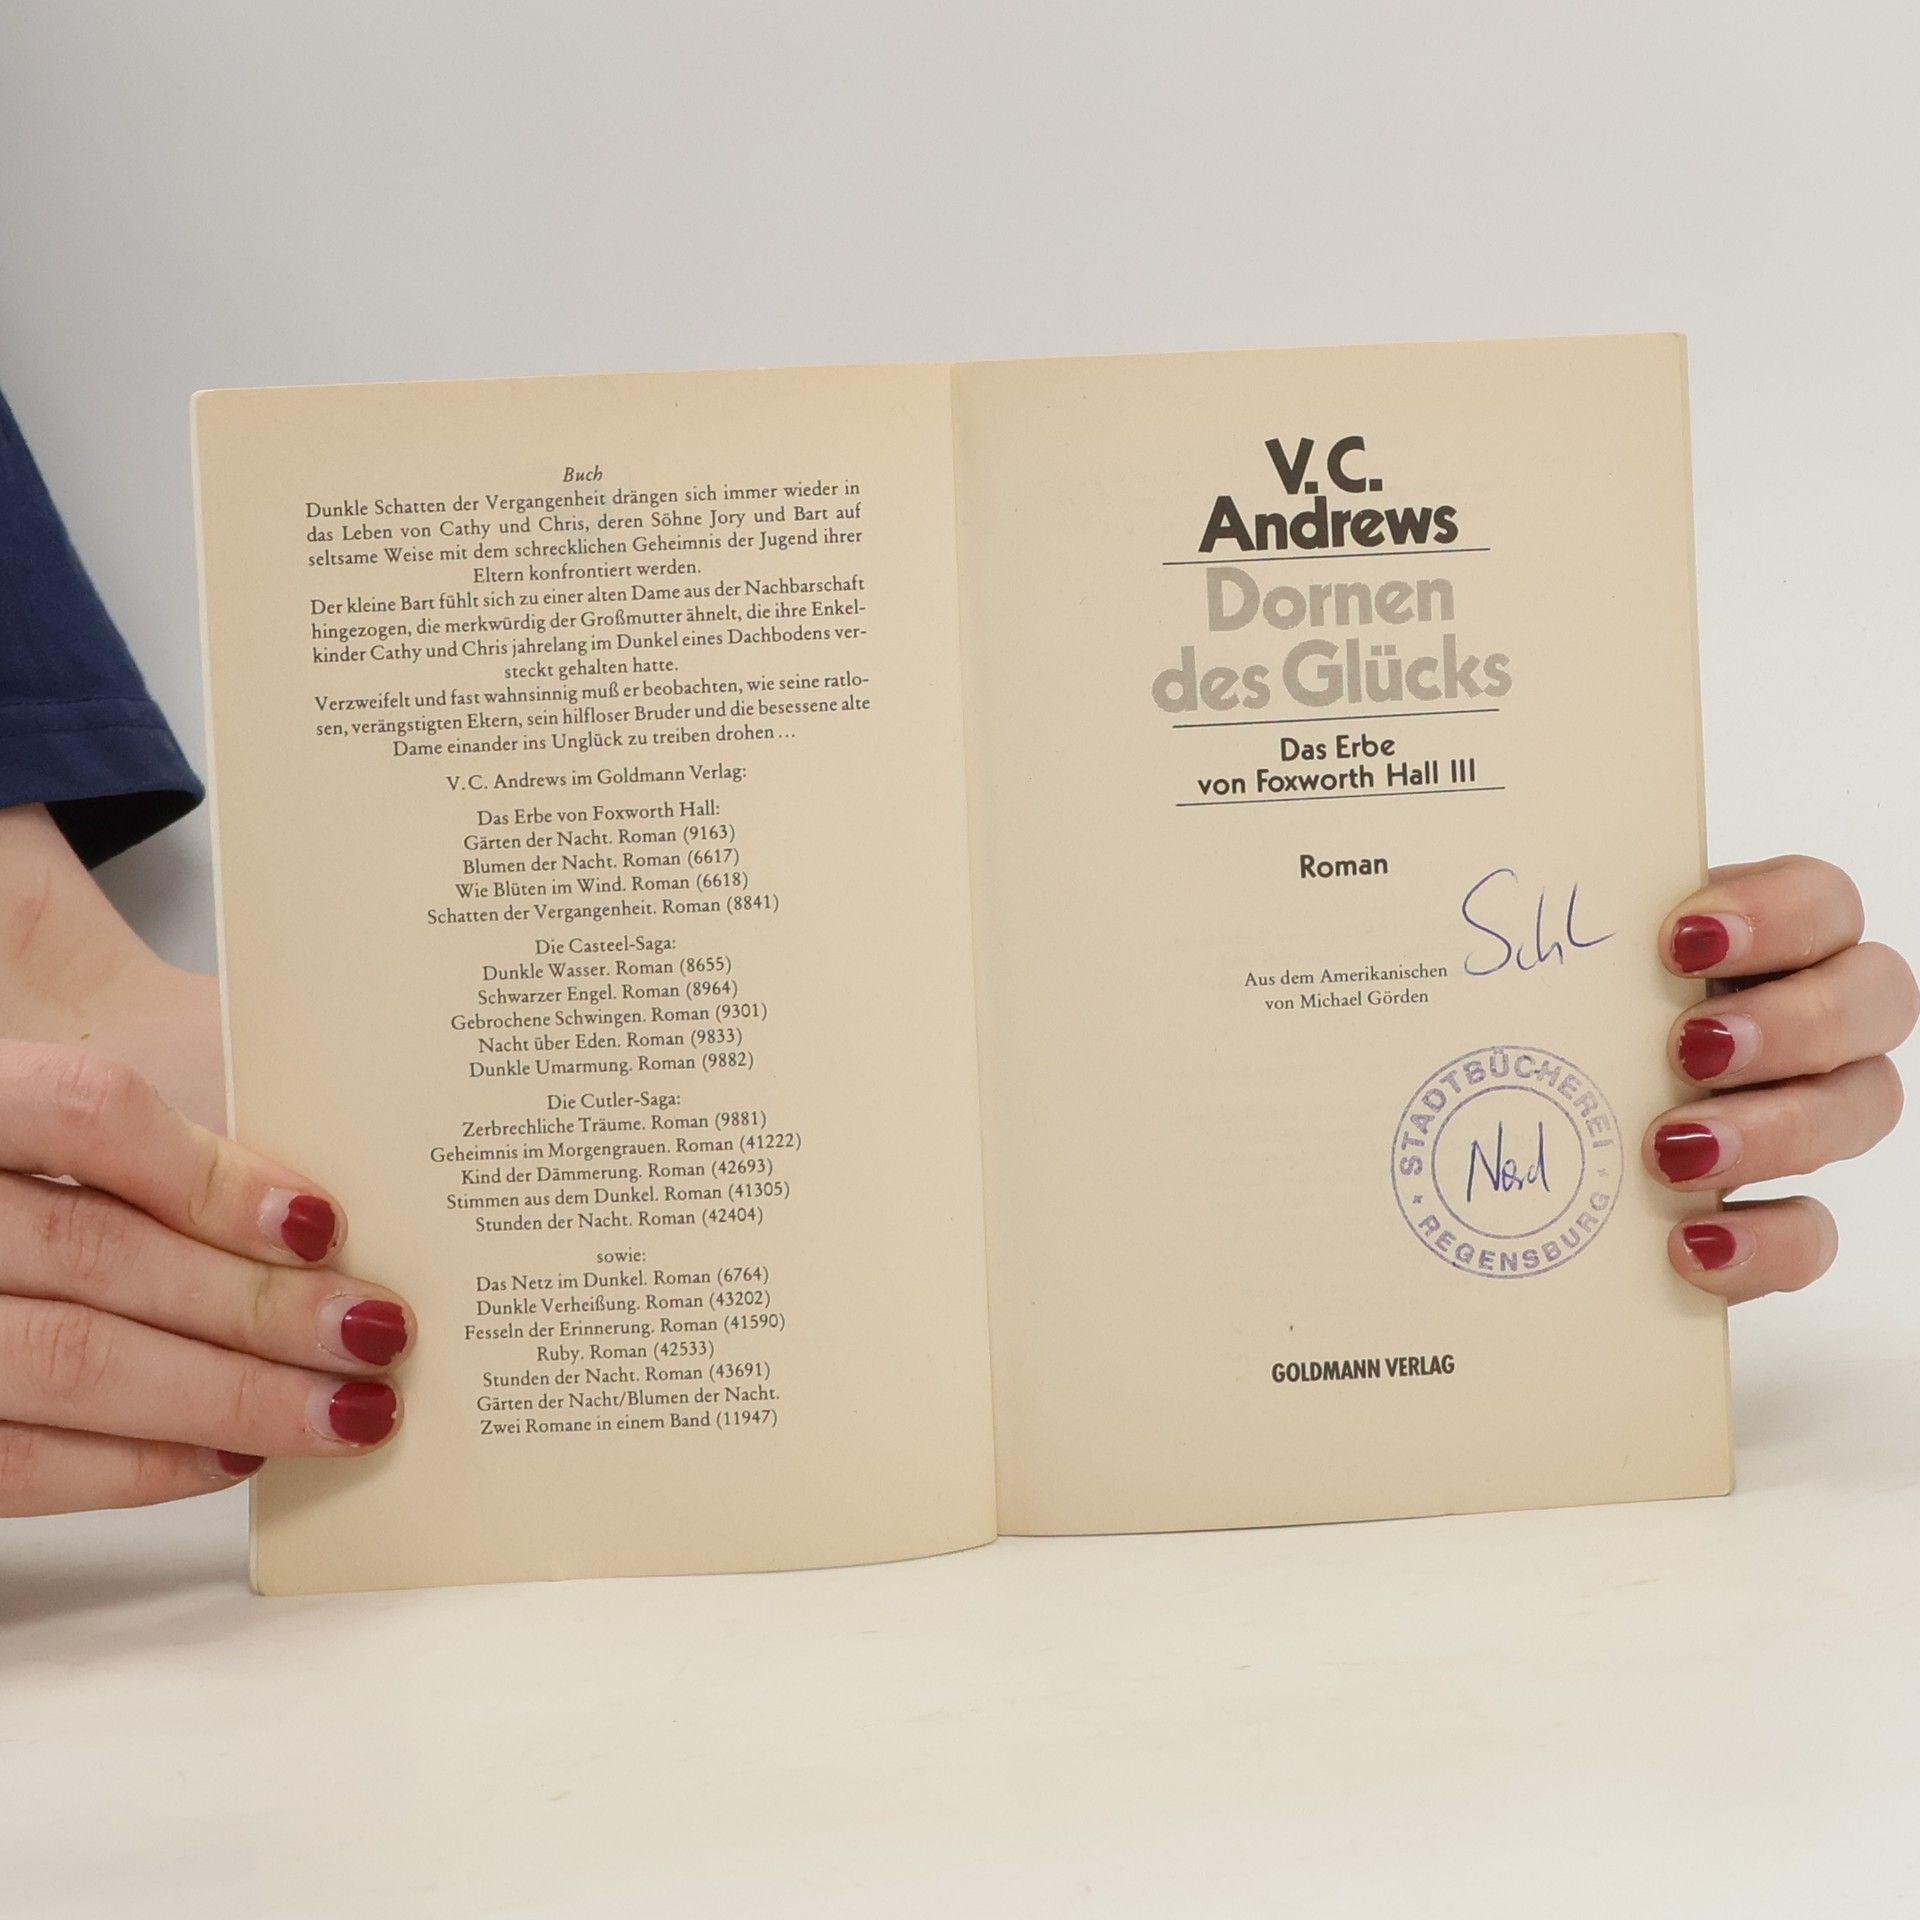 Buch
Dunkle Schatten der Vergangenheit drängen sich immer wieder in
das Leben von Cathy und Chris, deren Söhne Jory und Bart auf
seltsame Weise mit dem schrecklichen Geheimnis der Jugend ihrer
Eltern konfrontiert werden.
Der kleine Bart fühlt sich zu einer alten Dame aus der Nachbarschaft
hingezogen, die merkwürdig der Großmutter ähnelt, die ihre Enkel-
kinder Cathy und Chris jahrelang im Dunkel eines Dachbodens ver-
steckt gehalten hatte.
Verzweifelt und fast wahnsinnig muß er beobachten, wie seine ratlo-
sen, verängstigten Eltern, sein hilfloser Bruder und die besessene alte
Dame einander ins Unglück zu treiben drohen...
V.C. Andrews im Goldmann Verlag:
Das Erbe von Foxworth Hall:
Gärten der Nacht. Roman (9163)
Blumen der Nacht. Roman (6617)
Wie Blüten im Wind. Roman (6618)
Schatten der Vergangenheit. Roman (8841)
Die Casteel-Saga:
Dunkle Wasser. Roman (8655)
Schwarzer Engel. Roman (8964)
Gebrochene Schwingen. Roman (9301)
Nacht über Eden. Roman (9833)
Dunkle Umarmung. Roman (9882)
Die Cutler-Saga:
Zerbrechliche Träume. Roman (9881)
Geheimnis im Morgengrauen. Roman (41222)
Kind der Dämmerung. Roman (42693)
Stimmen aus dem Dunkel. Roman (41305)
Stunden der Nacht. Roman (42404)
sowie:
Das Netz im Dunkel. Roman (6764)
Dunkle Verheißung. Roman (43202)
Fesseln der Erinnerung. Roman (41590)
Ruby. Roman (42533)
Stunden der Nacht. Roman (43691)
Gärten der Nacht/Blumen der Nacht.
Zwei Romane in einem Band (11947)
V.C.
Andrews
Dornen
des Glücks
Das Erbe
von Foxworth Hall III
Roman
Aus dem Amerikanischen
von Michael Görden
STADTBÜCHEREI
Nord
REGENSBURG
GOLDMANN VERLAG